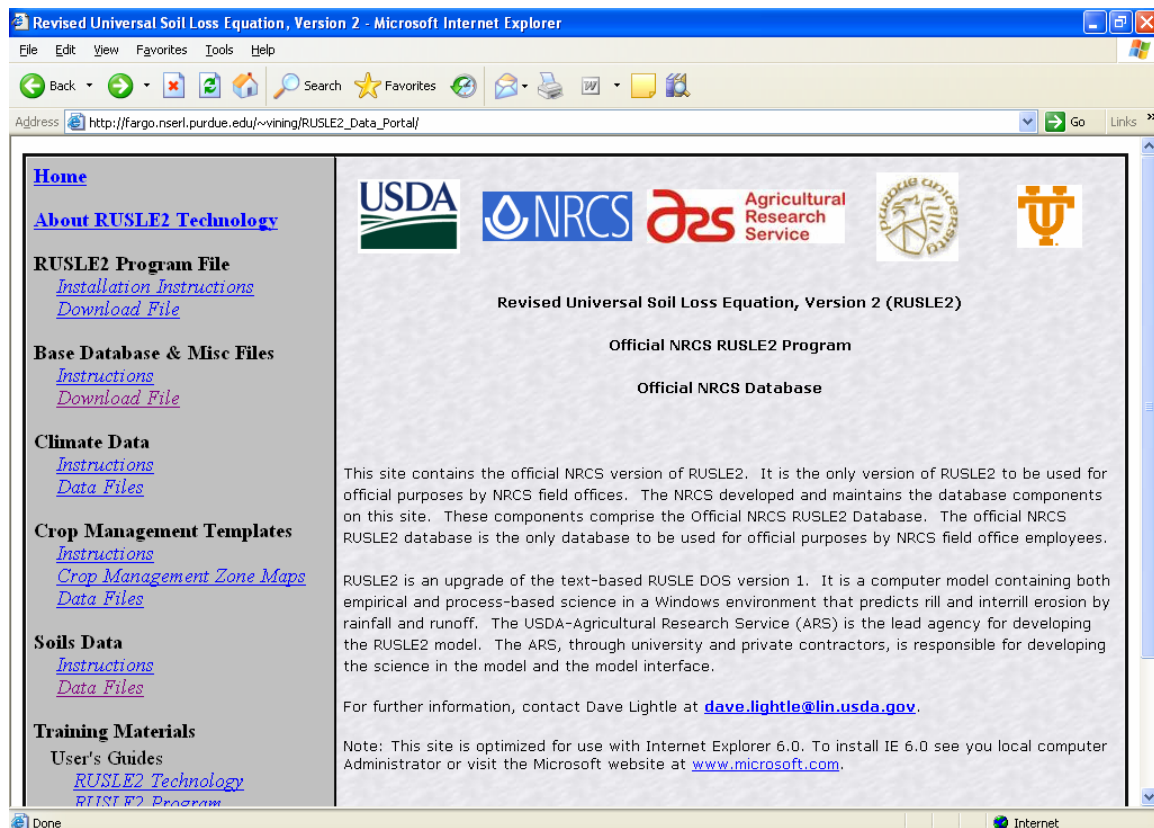 Revised Universal Soil Loss Equation, Version 2 - Microsoft Internet Explorer
File Edit View Favorites Tools Help
Back Search Favorites
Address http://fargo.nserl.purdue.edu/~vining/RUSLE2_Data_Portal/ Go Links »
Home
About RUSLE2 Technology
RUSLE2 Program File
Installation Instructions
Download File
Base Database & Misc Files
Instructions
Download File
Climate Data
Instructions
Data Files
Crop Management Templates
Instructions
Crop Management Zone Maps
Data Files
Soils Data
Instructions
Data Files
Training Materials
User's Guides
RUSLE2 Technology
RUSLE2 Program
USDA
NRCS
ars
Agricultural
Research
Service
UT
Revised Universal Soil Loss Equation, Version 2 (RUSLE2)
Official NRCS RUSLE2 Program
Official NRCS Database
This site contains the official NRCS version of RUSLE2. It is the only version of RUSLE2 to be used for
official purposes by NRCS field offices. The NRCS developed and maintains the database components
on this site. These components comprise the Official NRCS RUSLE2 Database. The official NRCS
RUSLE2 database is the only database to be used for official purposes by NRCS field office employees.
RUSLE2 is an upgrade of the text-based RUSLE DOS version 1. It is a computer model containing both
empirical and process-based science in a Windows environment that predicts rill and interrill erosion by
rainfall and runoff. The USDA-Agricultural Research Service (ARS) is the lead agency for developing
the RUSLE2 model. The ARS, through university and private contractors, is responsible for developing
the science in the model and the model interface.
For further information, contact Dave Lightle at dave.lightle@lin.usda.gov.
Note: This site is optimized for use with Internet Explorer 6.0. To install IE 6.0 see you local computer
Administrator or visit the Microsoft website at www.microsoft.com.
Done Internet